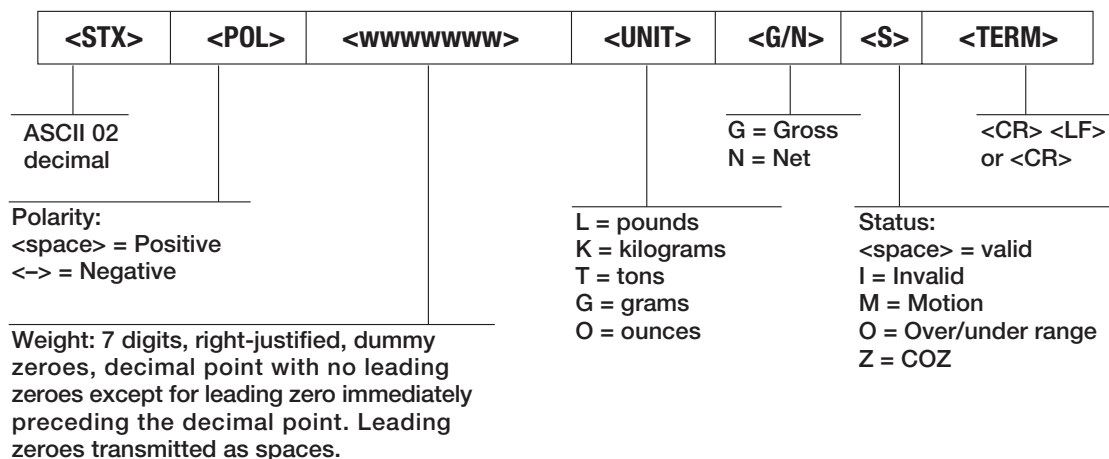 <STX> <POL> <wwwwwww> <UNIT> <G/N> <S> <TERM>
ASCII 02
decimal
G = Gross
N = Net
<CR> <LF>
or <CR>
Polarity:
<space> = Positive
<–> = Negative
L = pounds
K = kilograms
T = tons
G = grams
O = ounces
Status:
<space> = valid
I = Invalid
M = Motion
O = Over/under range
Z = COZ
Weight: 7 digits, right-justified, dummy
zeroes, decimal point with no leading
zeroes except for leading zero immediately
preceding the decimal point. Leading
zeroes transmitted as spaces.